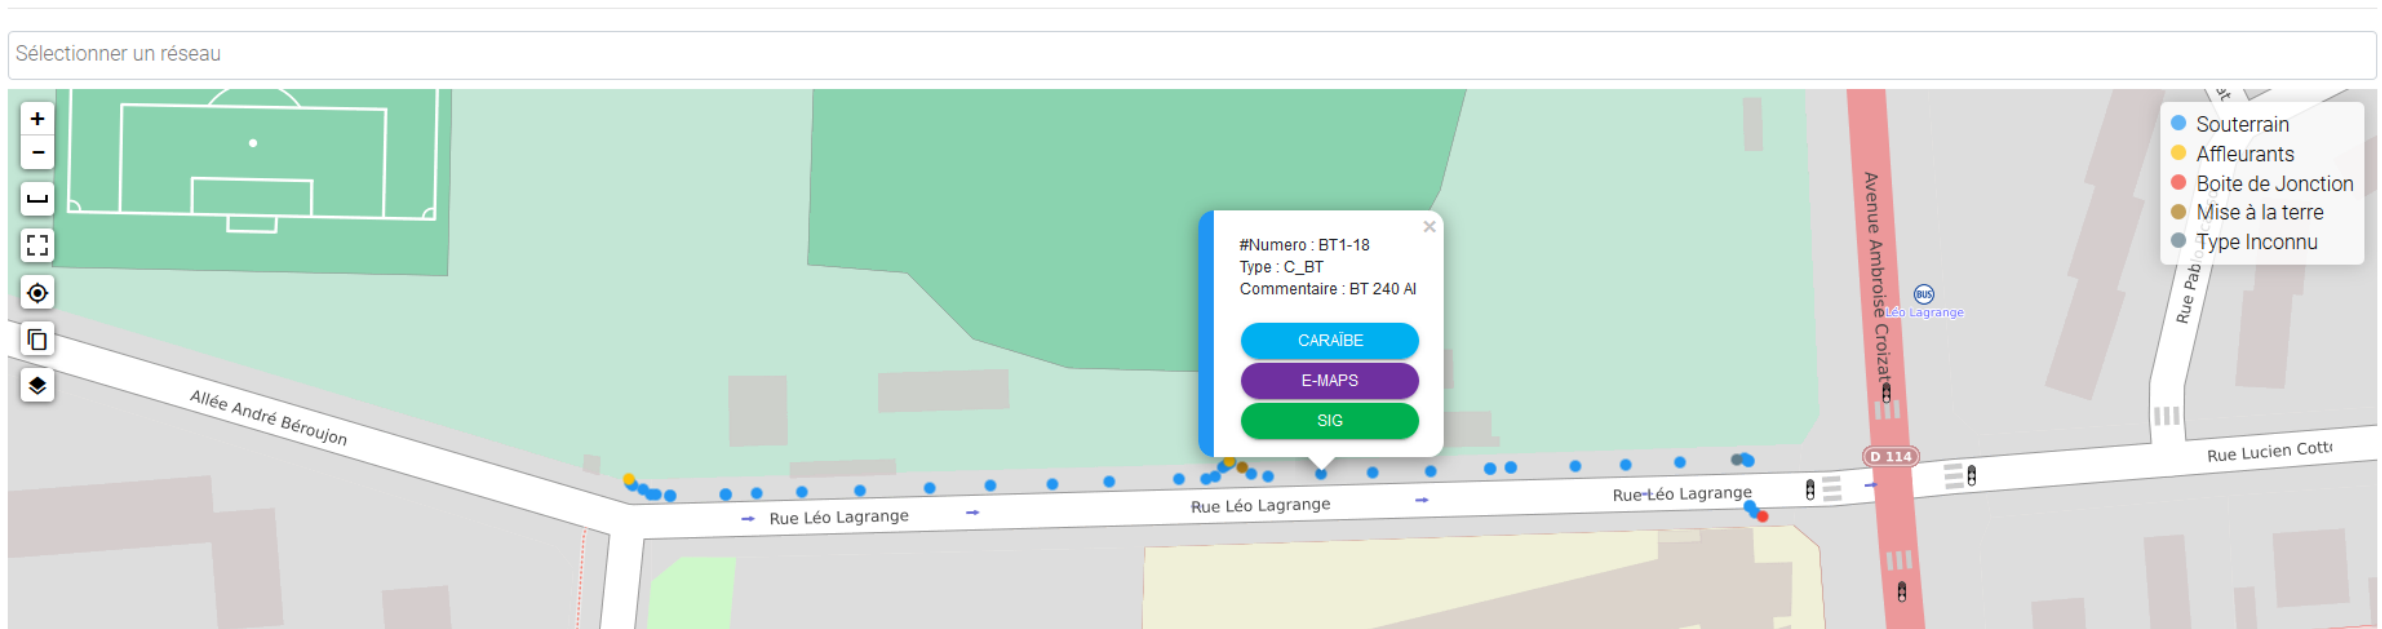 Sélectionner un réseau
+
−
Souterrain
Affleurants
Boite de Jonction
Mise à la terre
Type Inconnu
#Numero : BT1-18
×
Type : C_BT
Commentaire : BT 240 Al
CARAÏBE
E-MAPS
SIG
Avenue Ambroise Croizat
BUS
Léo Lagrange
Allée André Béroujon
D 114
Rue Léo Lagrange
Rue Léo Lagrange
Rue Léo Lagrange
Rue Lucien Cotte